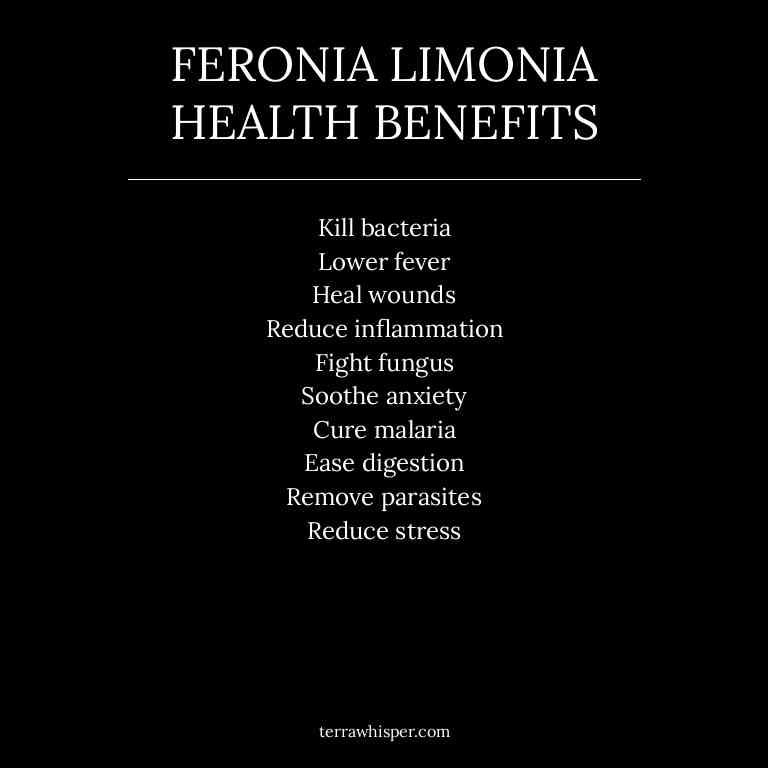 FERONIA LIMONIA
HEALTH BENEFITS
Kill bacteria
Lower fever
Heal wounds
Reduce inflammation
Fight fungus
Soothe anxiety
Cure malaria
Ease digestion
Remove parasites
Reduce stress
terrawhisper.com